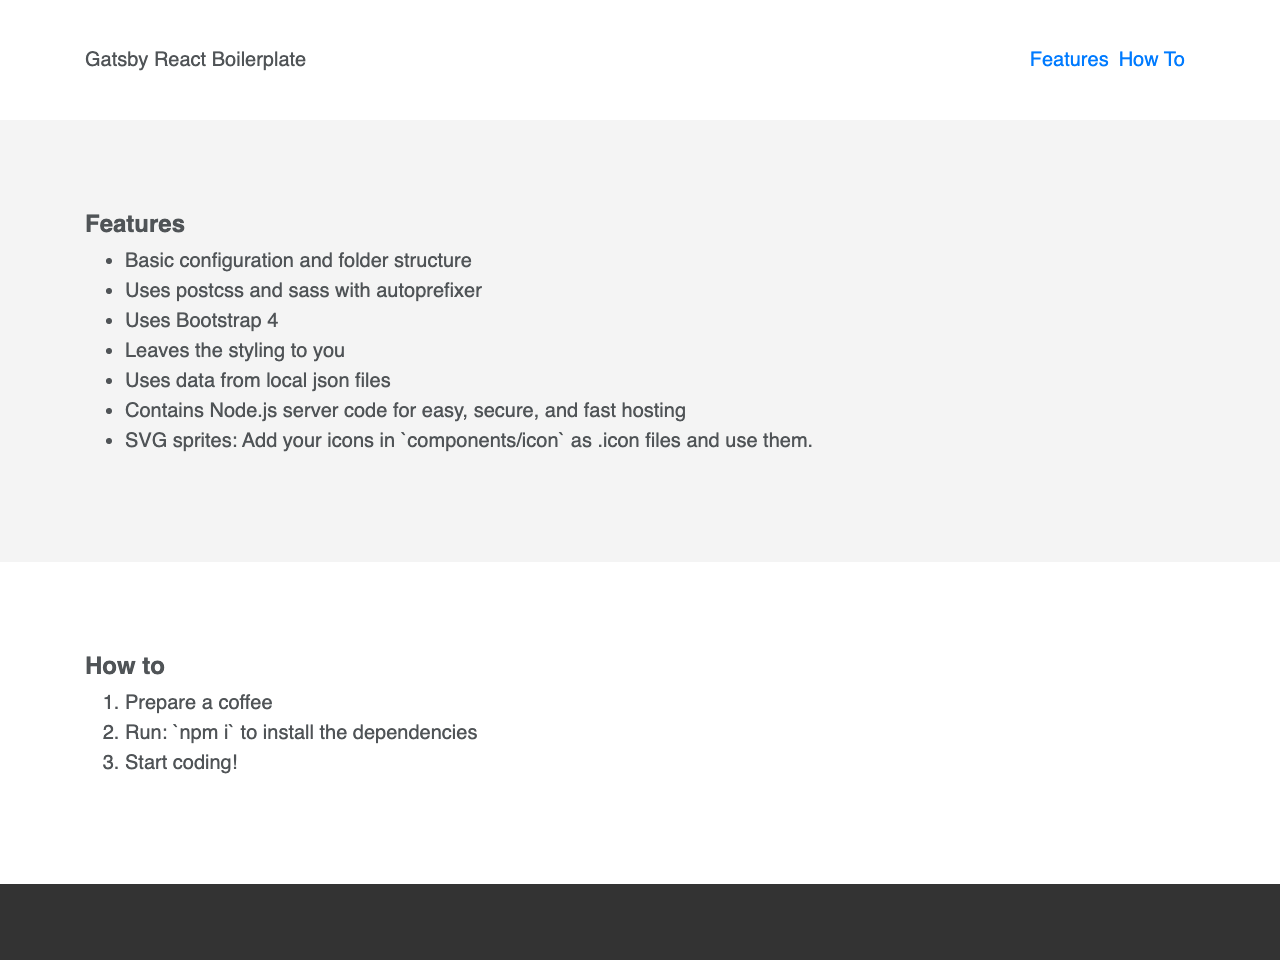 Gatsby React Boilerplate
Features How To
Features
• Basic configuration and folder structure
• Uses postcss and sass with autoprefixer
• Uses Bootstrap 4
• Leaves the styling to you
• Uses data from local json files
• Contains Node.js server code for easy, secure, and fast hosting
• SVG sprites: Add your icons in `components/icon` as .icon files and use them.
How to
1. Prepare a coffee
2. Run: `npm i` to install the dependencies
3. Start coding!